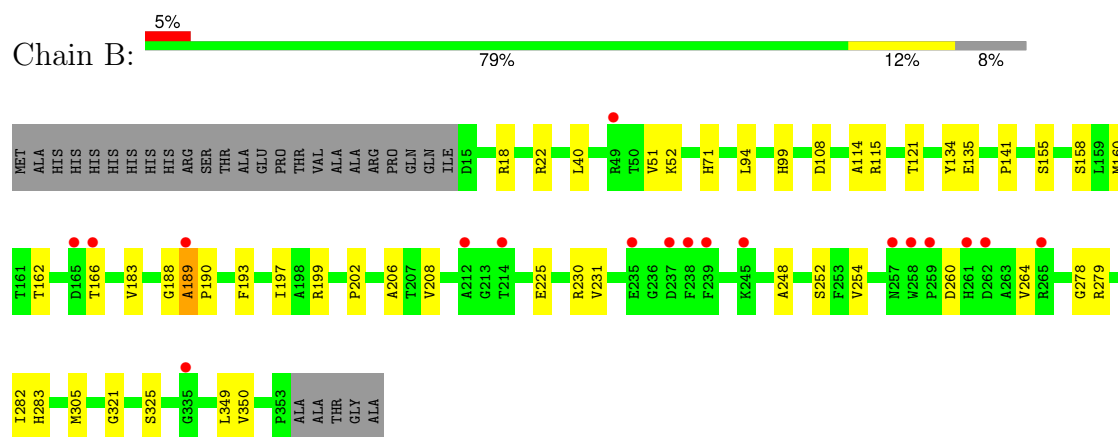 5%
Chain B:
79% 12% 8%
MET ALA HIS HIS HIS HIS HIS HIS HIS HIS ARG SER THR ALA GLU PRO THR VAL ALA ALA ARG PRO GLN GLN ILE D15 R18 R22 L40 R49 T50 V51 K52 H71 L94 H99 D108 A114 R115 T121 Y134 E135 P141 S155 S158 L159 M160
T161 T162 D165 T166 V183 G188 A189 P190 F193 I197 A198 R199 P202 A206 T207 V208 A212 G213 T214 E225 R230 V231 E235 G236 D237 F238 F239 K245 A248 S252 F253 V254 N257 W258 P259 D260 H261 D262 A263 V264 R265 G278 R279
I282 H283 M305 G321 S325 G335 L349 V350 P353 ALA ALA THR GLY ALA